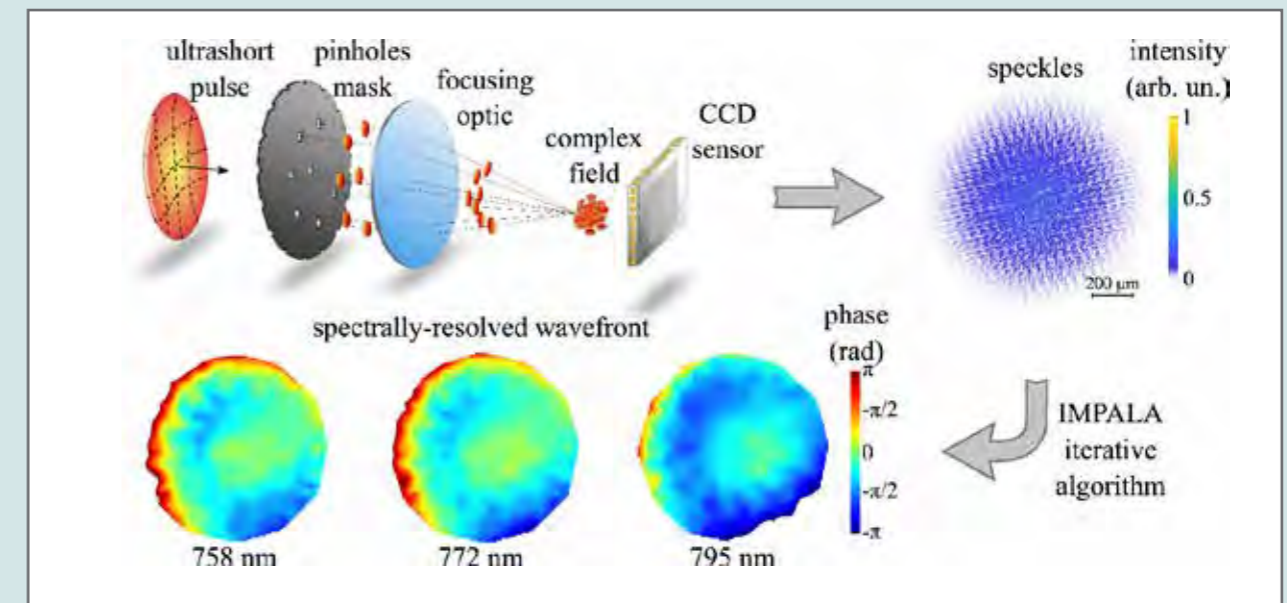 ultrashort
pulse
pinholes
mask
focusing
optic
complex
field
CCD
sensor
speckles
intensity
(arb. un.)
1
0.5
0
200 µm
spectrally-resolved wavefront
phase
(rad)
π
-π/2
0
-π/2
-π
758 nm
772 nm
795 nm
IMPALA
iterative
algorithm